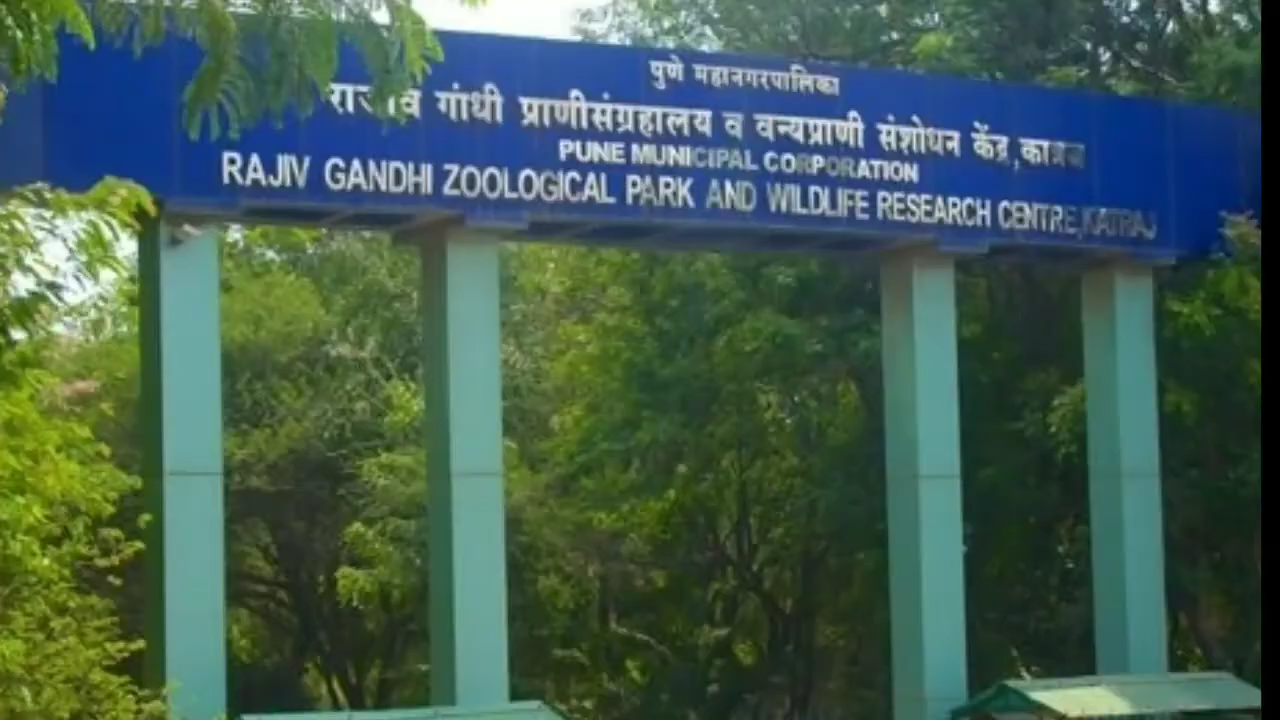 पुणे महानगरपालिका
गांधी प्राणीसंग्रहालय व वन्यप्राणी संशोधन केंद्र,
PUNE MUNICIPAL CORPORATION
RAJIV GANDHI ZOOLOGICAL PARK AND WILDLIFE RESEARCH CENTRE,KATRAJ